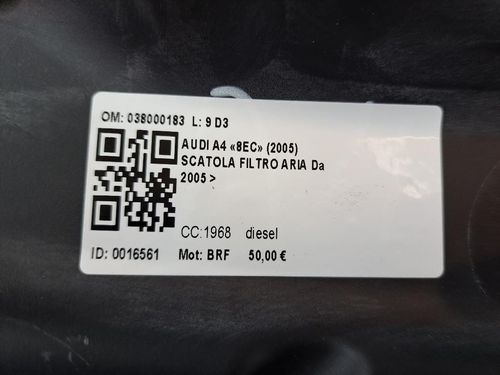 OM: 038000183 L: 9 D3
AUDI A4 «8EC» (2005)
SCATOLA FILTRO ARIA Da
2005 >
CC:1968 diesel
ID: 0016561 Mot: BRF 50,00 €